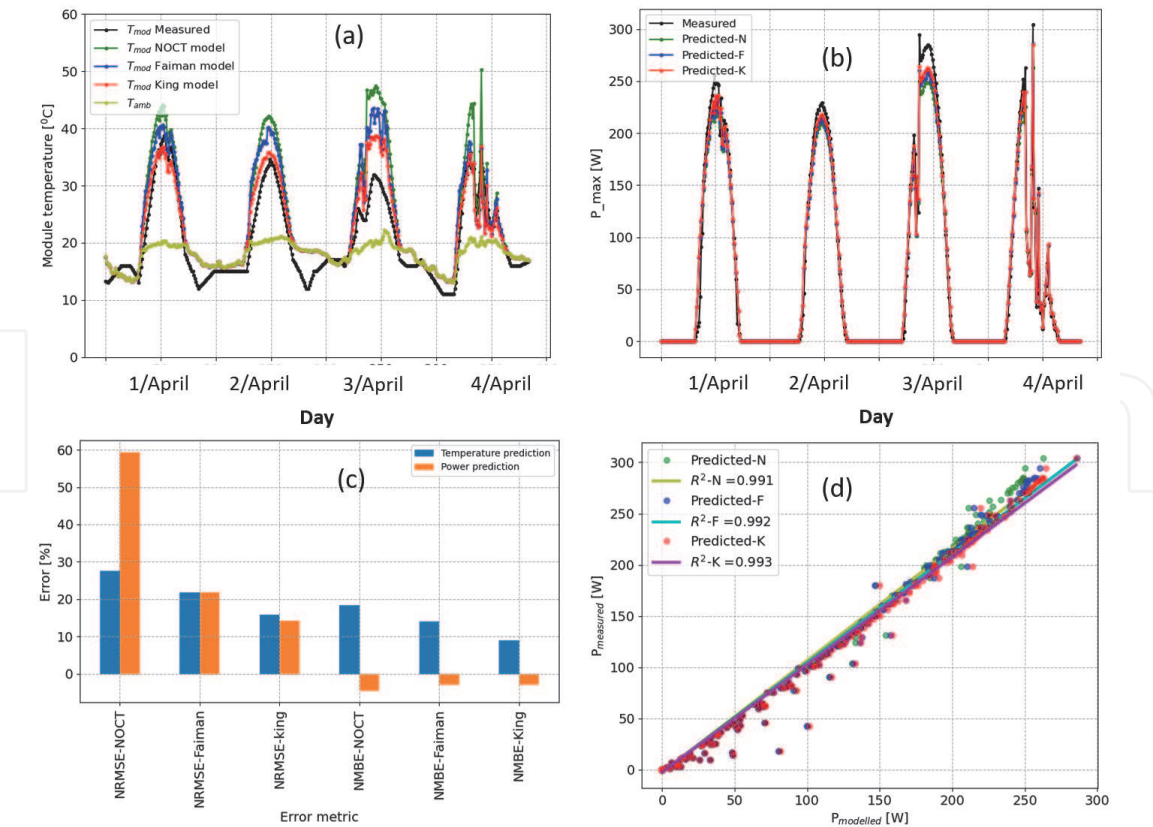 (a)
T_mod Measured
T_mod NOCT model
T_mod Faiman model
T_mod King model
T_amb
Module temperature [⁰C]
60
50
40
30
20
10
0
1/April 2/April 3/April 4/April
Day
(b)
Measured
Predicted-N
Predicted-F
Predicted-K
P_max [W]
300
250
200
150
100
50
0
1/April 2/April 3/April 4/April
Day
(c)
Temperature prediction
Power prediction
Error [%]
60
50
40
30
20
10
0
NRMSE-NOCT
NRMSE-Faiman
NRMSE-king
NMBE-NOCT
NMBE-Faiman
NMBE-King
Error metric
(d)
Predicted-N
R²-N =0.991
Predicted-F
R²-F =0.992
Predicted-K
R²-K =0.993
P_measured [W]
300
250
200
150
100
50
0
0 50 100 150 200 250 300
P_modelled [W]